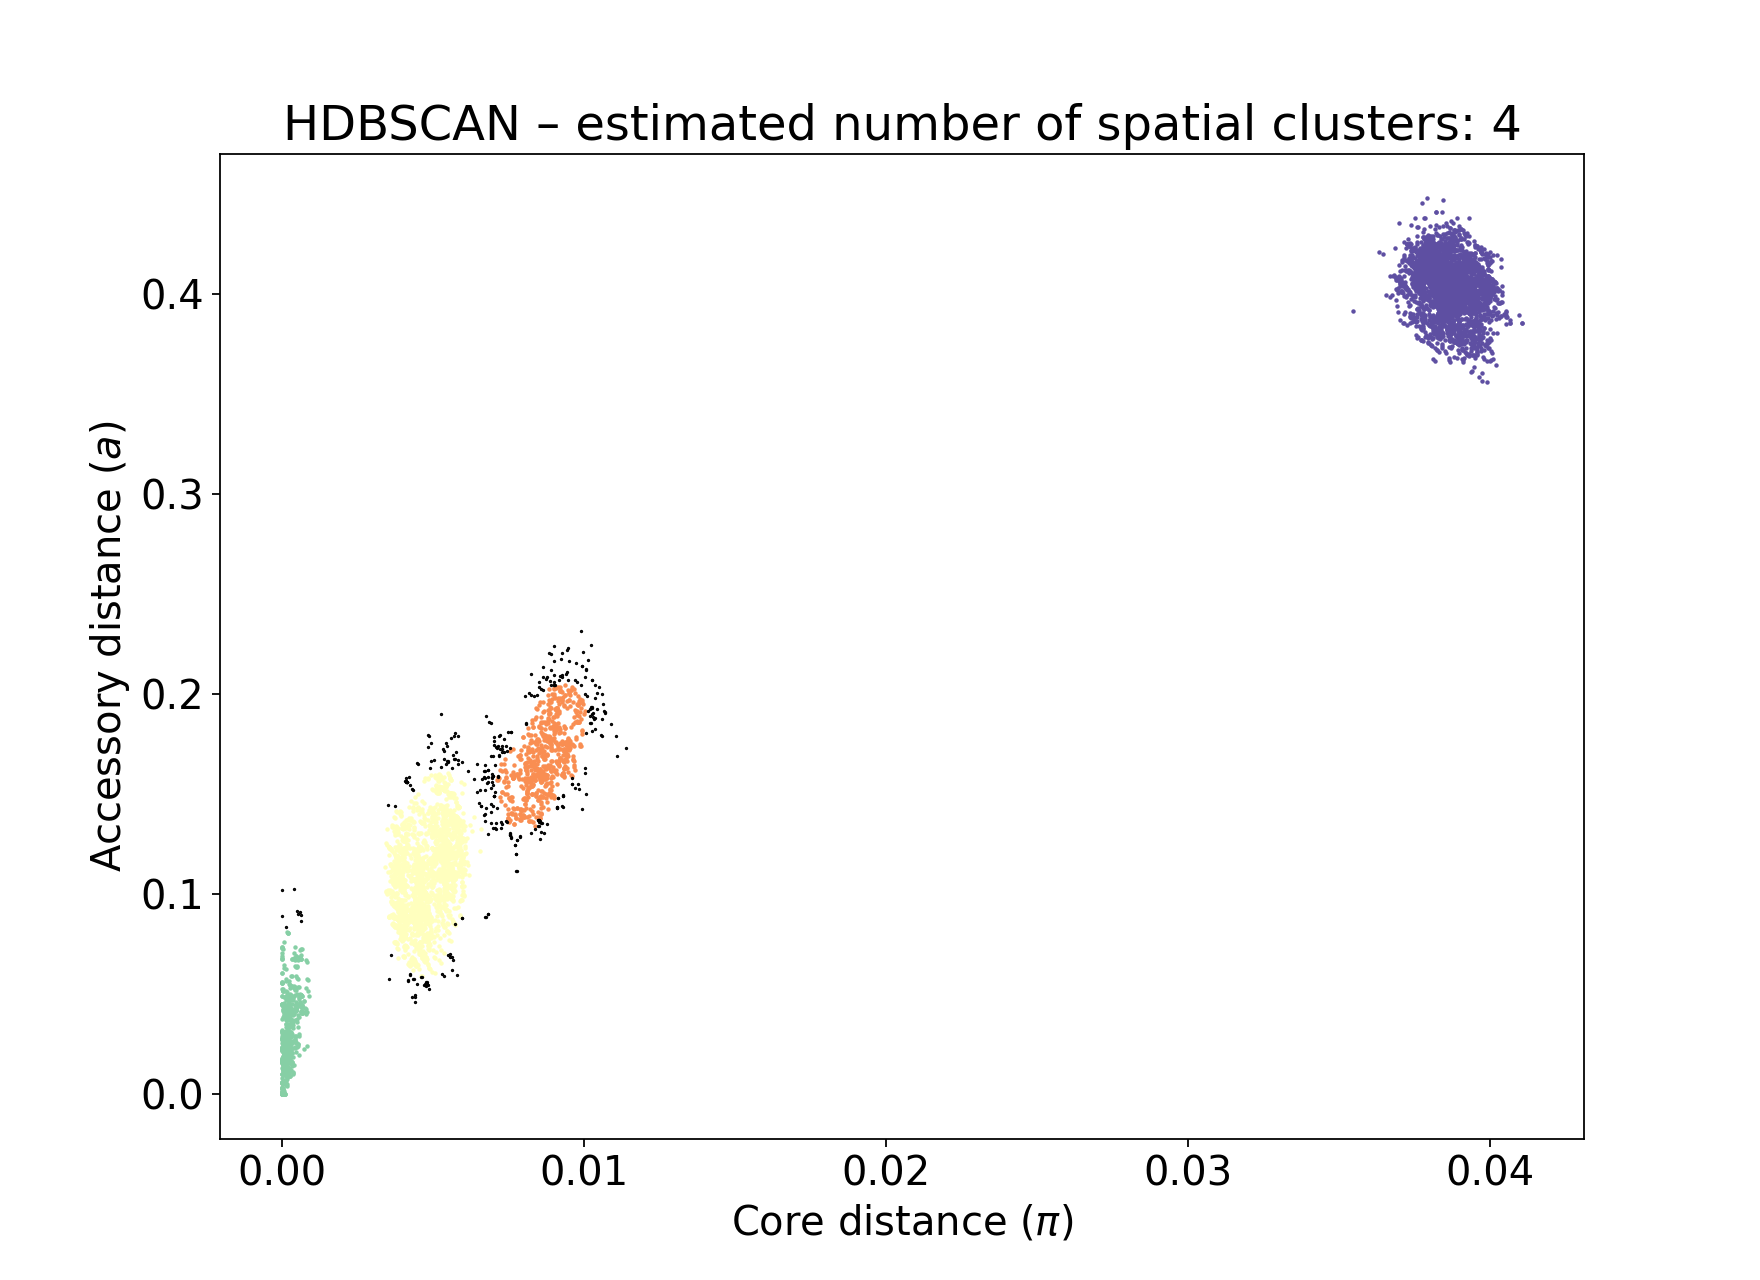 HDBSCAN – estimated number of spatial clusters: 4
Accessory distance (a)
0.4
0.3
0.2
0.1
0.0
0.00 0.01 0.02 0.03 0.04
Core distance (π)